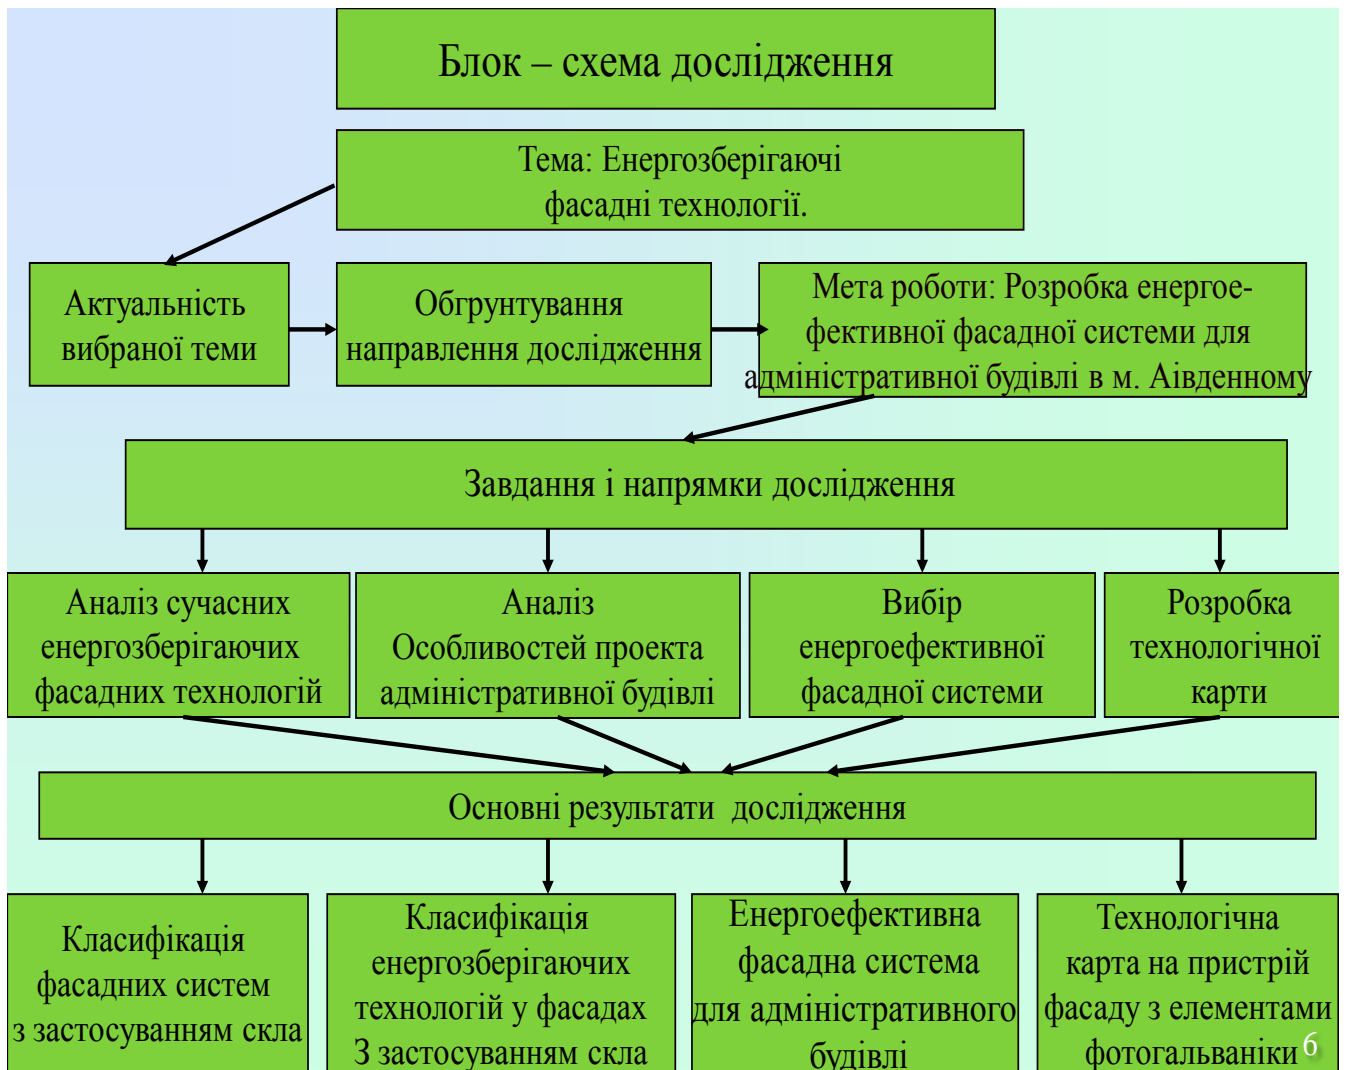 Блок – схема дослідження
Тема: Енергозберігаючі
фасадні технології.
Актуальність
вибраної теми
Обгрунтування
направлення дослідження
Мета роботи: Розробка енергое-
фективної фасадної системи для
адміністративної будівлі в м. Аівденному
Завдання і напрямки дослідження
Аналіз сучасних
енергозберігаючих
фасадних технологій
Аналіз
Особливостей проекта
адміністративної будівлі
Вибір
енергоефективної
фасадної системи
Розробка
технологічної
карти
Основні результати дослідження
Класифікація
фасадних систем
з застосуванням скла
Класифікація
енергозберігаючих
технологій у фасадах
З застосуванням скла
Енергоефективна
фасадна система
для адміністративного
будівлі
Технологічна
карта на пристрій
фасаду з елементами
фотогальваніки
6